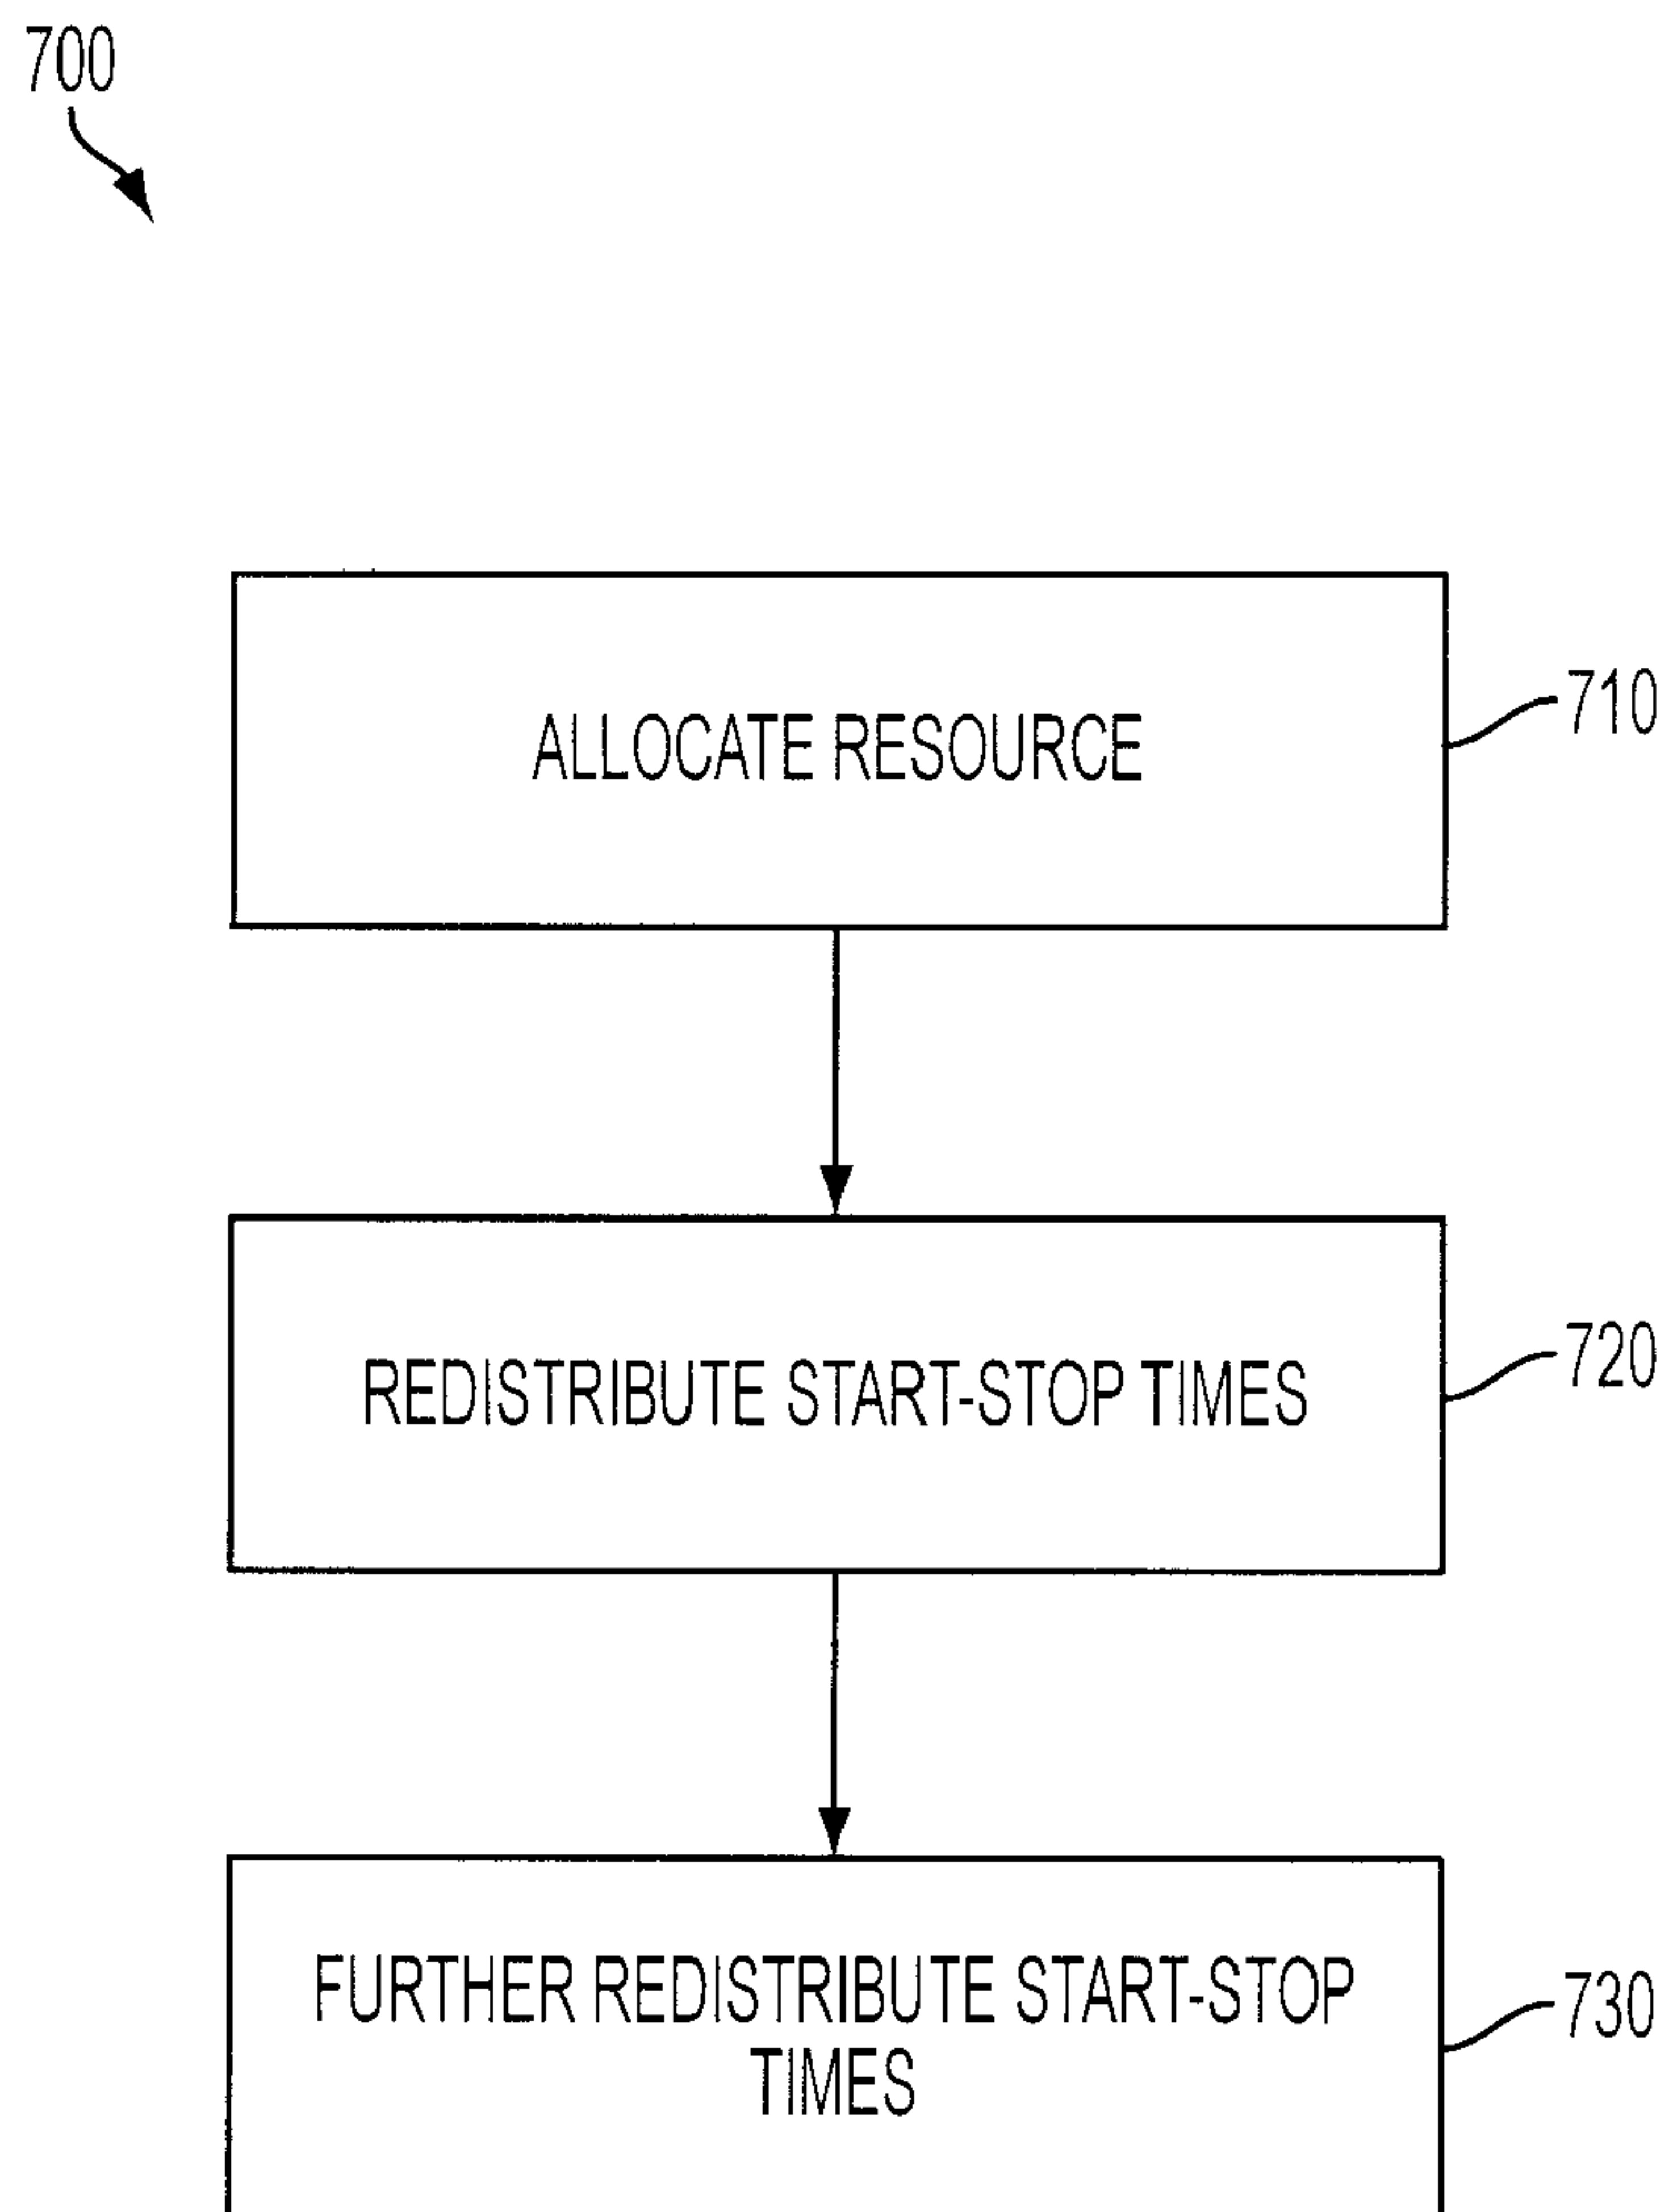 700
ALLOCATE RESOURCE
710
REDISTRIBUTE START-STOP TIMES
720
FURTHER REDISTRIBUTE START-STOP
TIMES
730